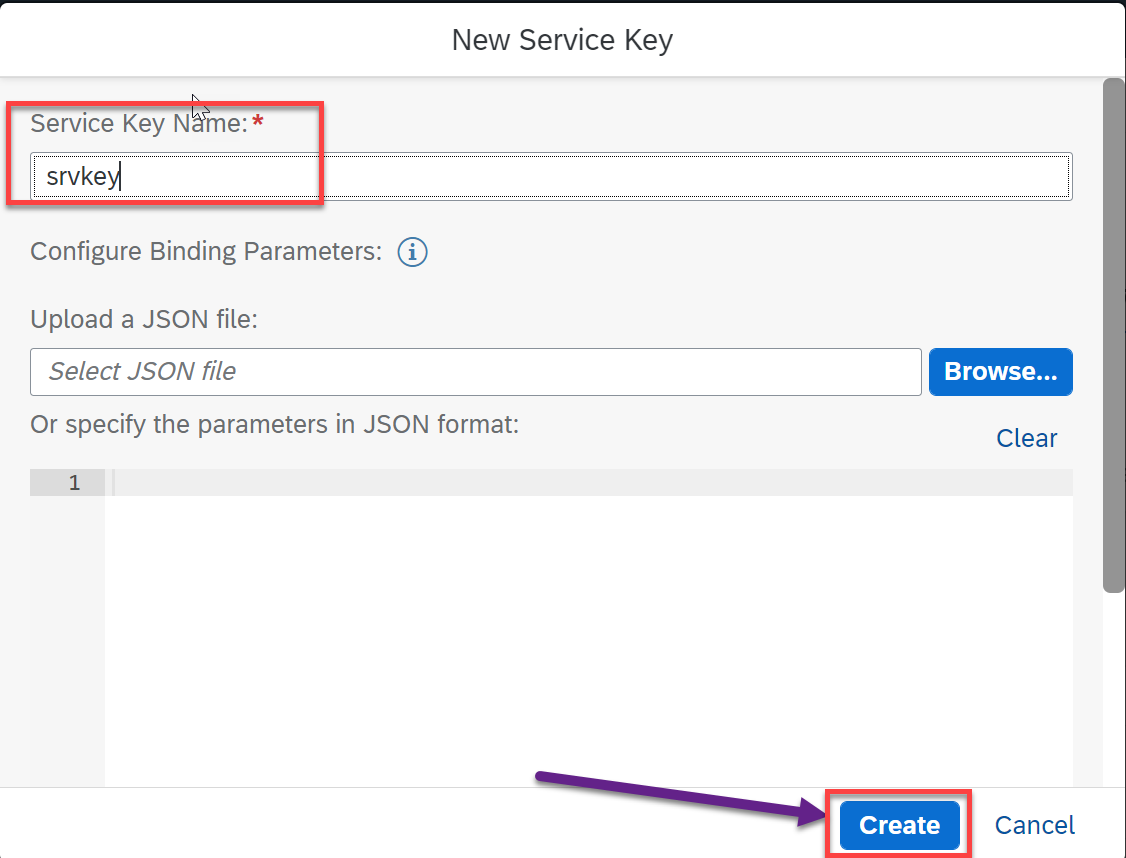 New Service Key
Service Key Name:*
srvkey
Configure Binding Parameters:
Upload a JSON file:
Select JSON file
Browse...
Or specify the parameters in JSON format:
Clear
1
Create
Cancel